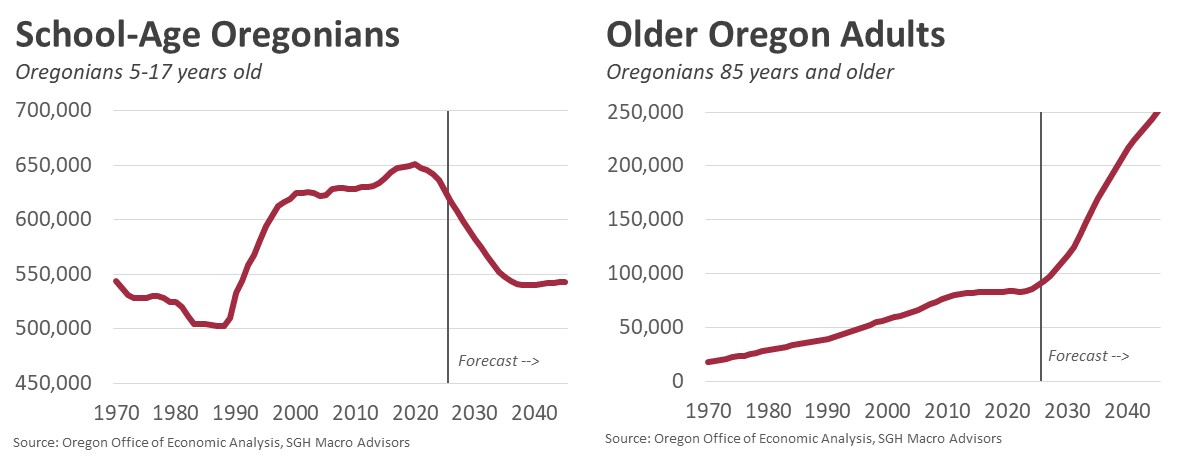 School-Age Oregonians
Oregonians 5-17 years old
700,000
650,000
600,000
550,000
500,000
450,000
Forecast -->
1970 1980 1990 2000 2010 2020 2030 2040
Source: Oregon Office of Economic Analysis, SGH Macro Advisors
Older Oregon Adults
Oregonians 85 years and older
250,000
200,000
150,000
100,000
50,000
0
Forecast -->
1970 1980 1990 2000 2010 2020 2030 2040
Source: Oregon Office of Economic Analysis, SGH Macro Advisors